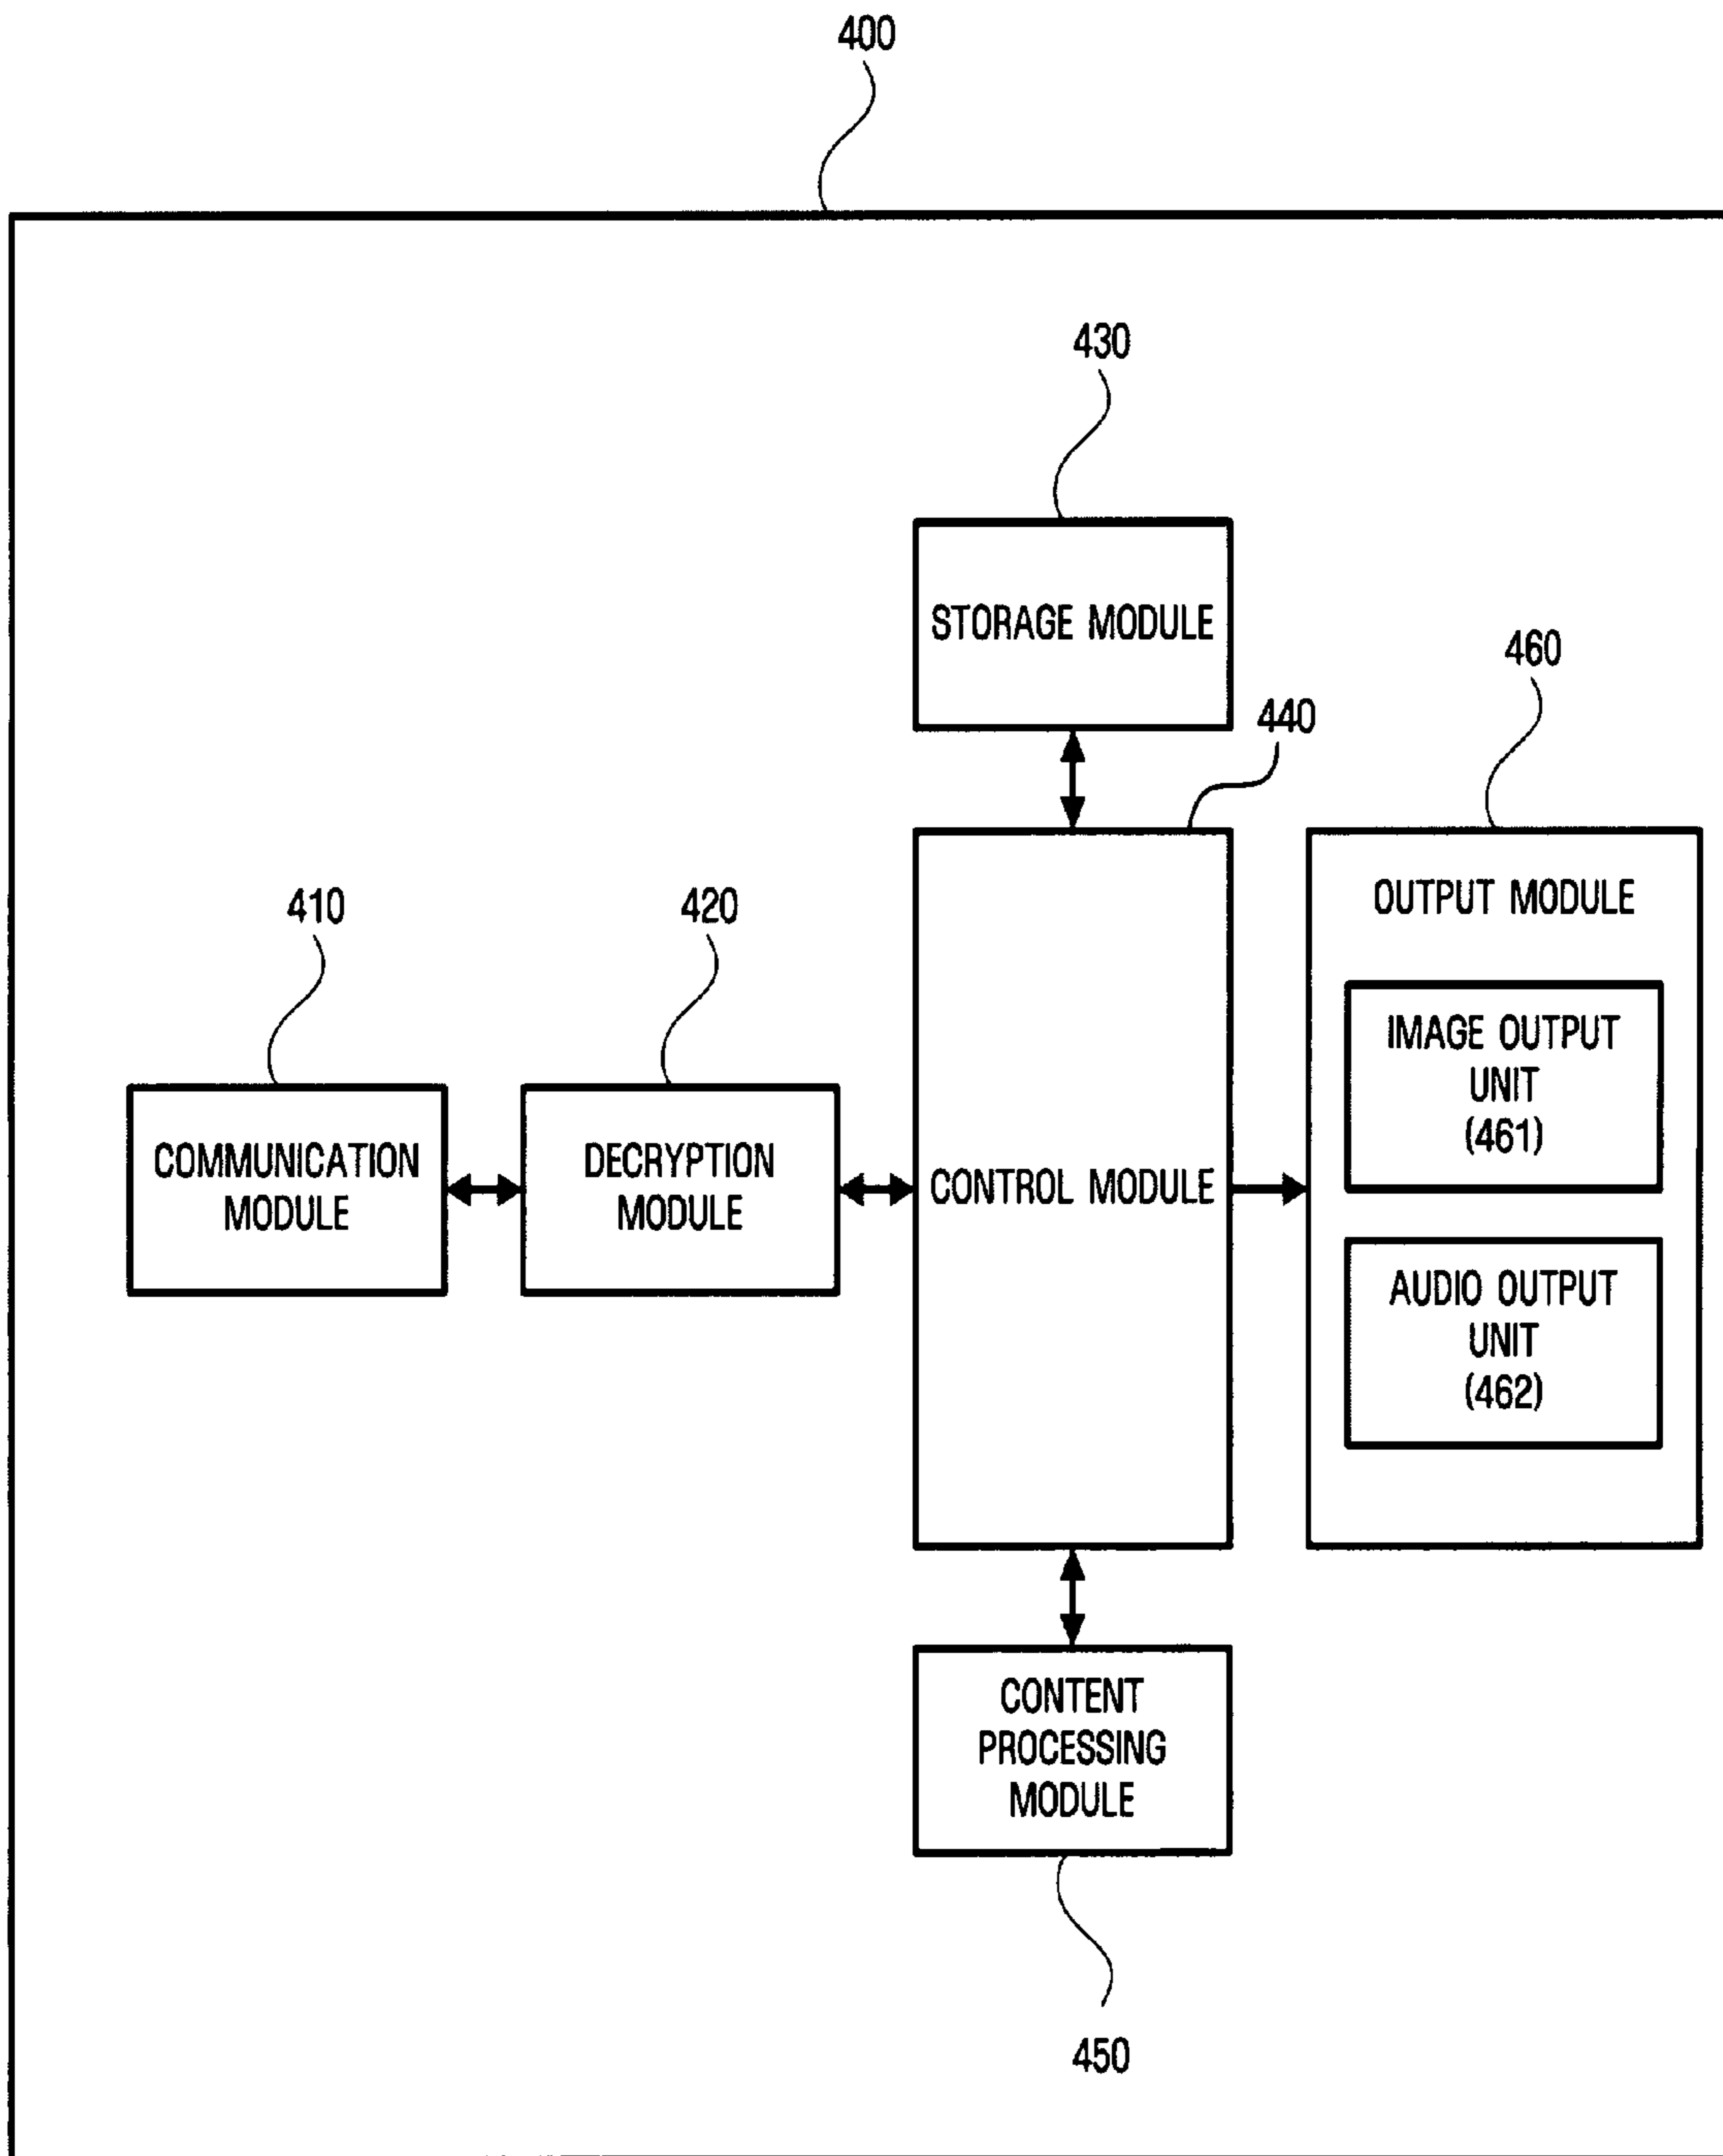 400
430
STORAGE MODULE
440
460
OUTPUT MODULE
IMAGE OUTPUT
UNIT
(461)
AUDIO OUTPUT
UNIT
(462)
410
COMMUNICATION
MODULE
420
DECRYPTION
MODULE
CONTROL MODULE
CONTENT
PROCESSING
MODULE
450